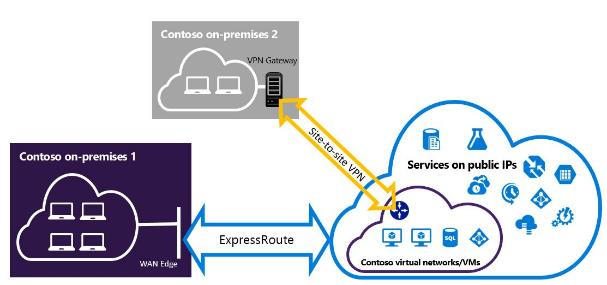 Contoso on-premises 2
VPN Gateway
Site-to-site VPN
Contoso on-premises 1
WAN Edge
ExpressRoute
Services on public IPs
SQL
Contoso virtual networks/VMs